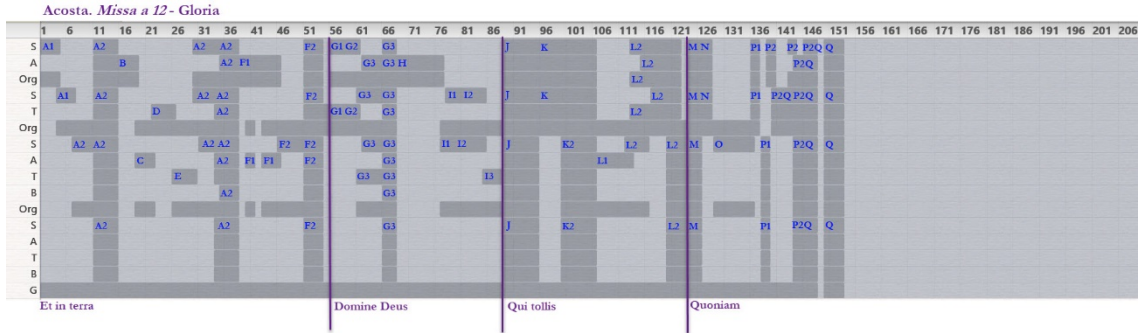 Acosta. Missa a 12 - Gloria
1 6 11 16 21 26 31 36 41 46 51 56 61 66 71 76 81 86 91 96 101 106 111 116 121 126 131 136 141 146 151 156 161 166 171 176 181 186 191 196 201 206
S A1 A2 A2 A2 F2 G1 G2 G3 J K L2 M N P1 P2 P2 P2Q Q
A B A2 F1 G3 G3 H L2 P2Q
Org L2
S A1 A2 A2 A2 F2 G3 G3 I1 I2 J K L2 M N P1 P2Q P2Q Q
T D A2 G1 G2 G3 L2
Org
S A2 A2 A2 A2 F2 F2 G3 G3 I1 I2 J K2 L2 L2 M O P1 P2Q Q
A C A2 F1 F1 F2 G3 L1
T E G3 G3 I3
B A2 G3
Org
S A2 A2 F2 G3 J K2 L2 M P1 P2Q Q
A
T
B
G
Et in terra Domine Deus Qui tollis Quoniam